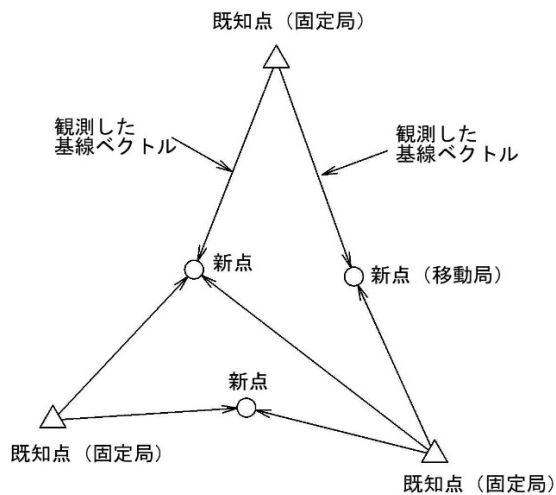 既知点（固定局）
観測した
基線ベクトル
観測した
基線ベクトル
新点
新点（移動局）
新点
既知点（固定局）
既知点（固定局）